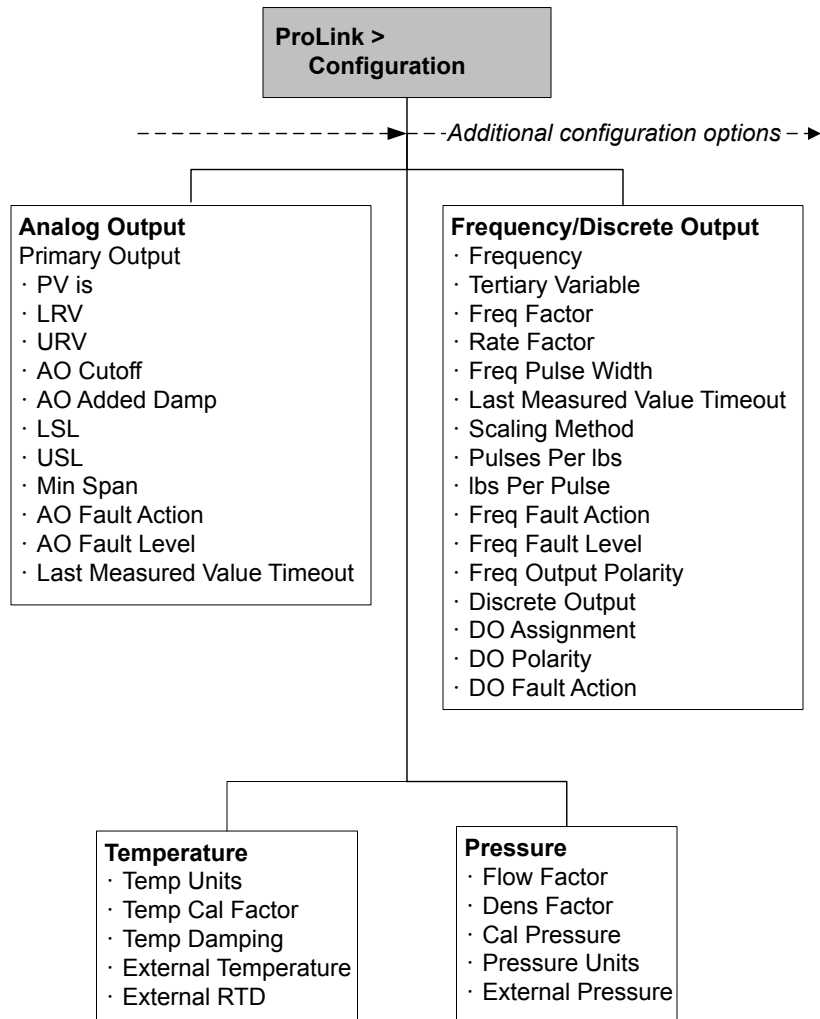 ProLink >
Configuration
Additional configuration options
Analog Output
Primary Output
· PV is
· LRV
· URV
· AO Cutoff
· AO Added Damp
· LSL
· USL
· Min Span
· AO Fault Action
· AO Fault Level
· Last Measured Value Timeout
Frequency/Discrete Output
· Frequency
· Tertiary Variable
· Freq Factor
· Rate Factor
· Freq Pulse Width
· Last Measured Value Timeout
· Scaling Method
· Pulses Per lbs
· lbs Per Pulse
· Freq Fault Action
· Freq Fault Level
· Freq Output Polarity
· Discrete Output
· DO Assignment
· DO Polarity
· DO Fault Action
Temperature
· Temp Units
· Temp Cal Factor
· Temp Damping
· External Temperature
· External RTD
Pressure
· Flow Factor
· Dens Factor
· Cal Pressure
· Pressure Units
· External Pressure